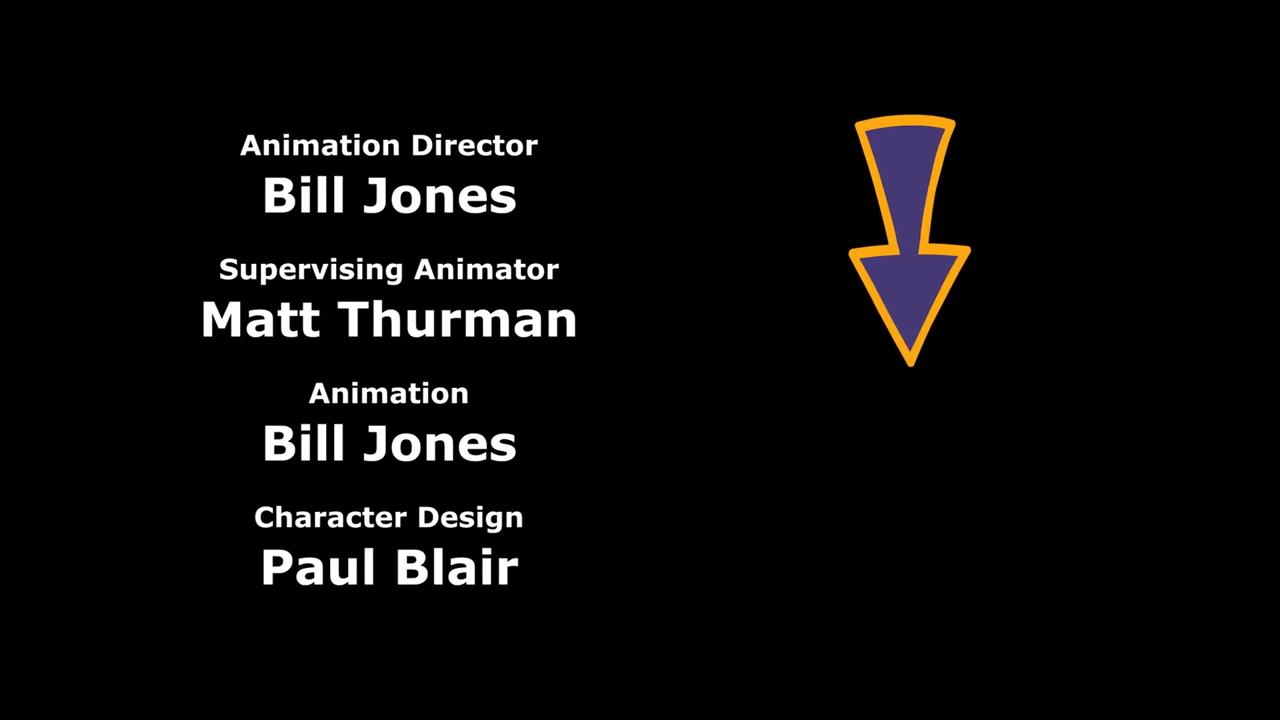 Animation Director
Bill Jones
Supervising Animator
Matt Thurman
Animation
Bill Jones
Character Design
Paul Blair